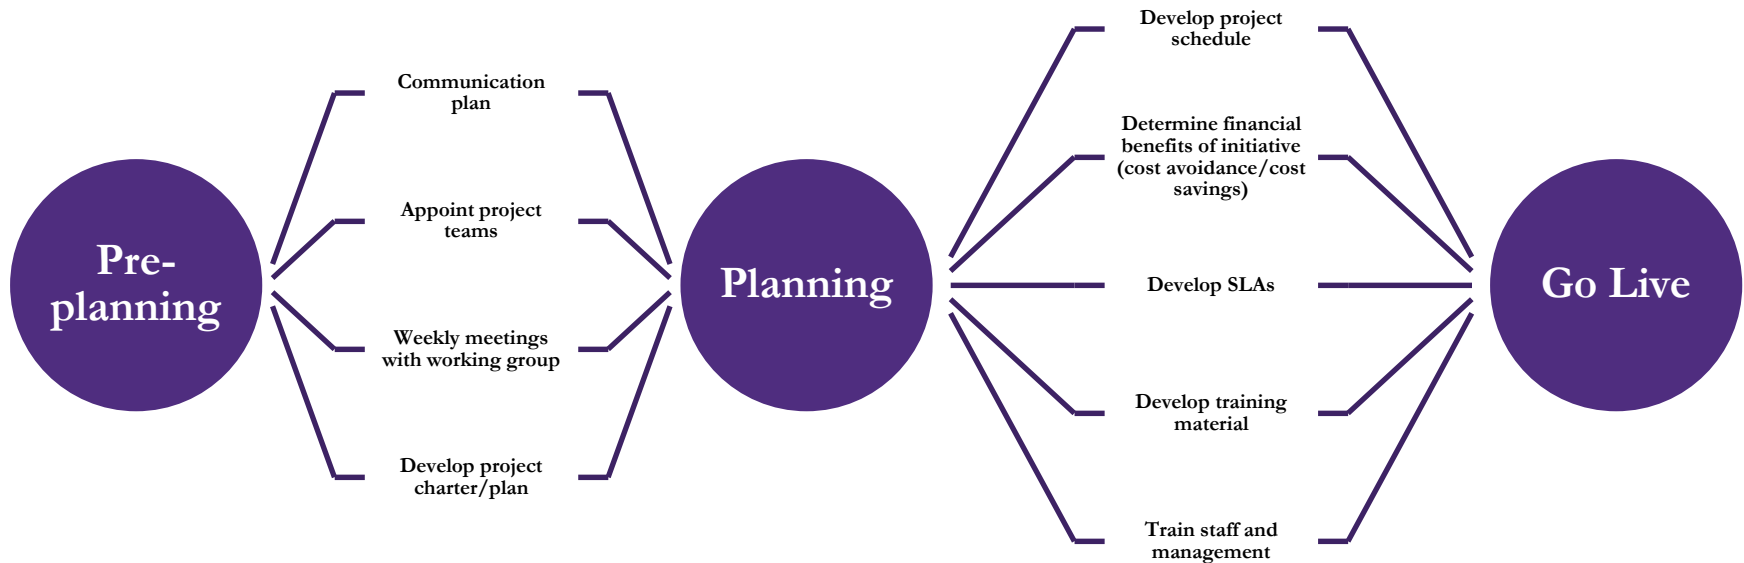 Pre-
planning
Communication
plan
Appoint project
teams
Weekly meetings
with working group
Develop project
charter/plan
Planning
Develop project
schedule
Determine financial
benefits of initiative
(cost avoidance/cost
savings)
Develop SLAs
Develop training
material
Train staff and
management
Go Live